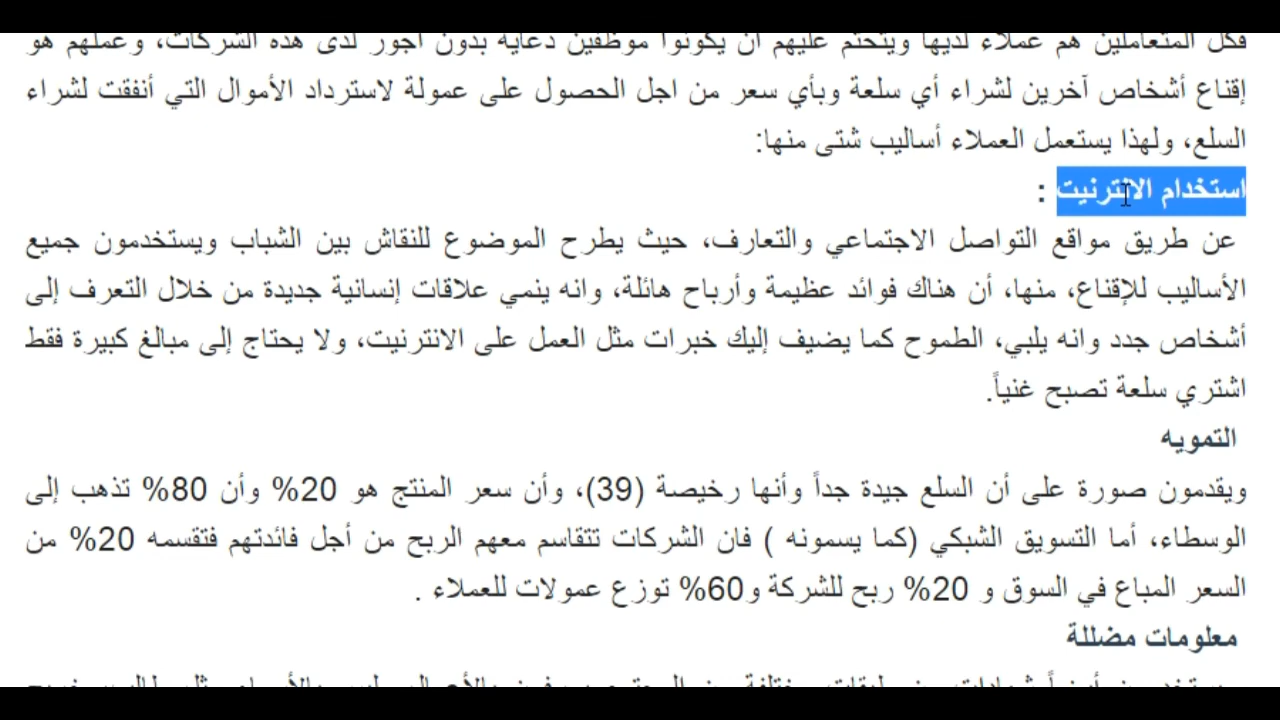 فكل المتعاملين هم عملاء لديها ويتحتم عليهم أن يكونوا موظفين دعاية بدون أجور لدى هذه الشركات، وعملهم هو
إقناع أشخاص آخرين لشراء أي سلعة وبأي سعر من اجل الحصول على عمولة لاسترداد الأموال التي أنفقت لشراء
السلع، ولهذا يستعمل العملاء أساليب شتى منها:
استخدام الانترنيت :
عن طريق مواقع التواصل الاجتماعي والتعارف، حيث يطرح الموضوع للنقاش بين الشباب ويستخدمون جميع
الأساليب للإقناع، منها، أن هناك فوائد عظيمة وأرباح هائلة، وانه ينمي علاقات إنسانية جديدة من خلال التعرف إلى
أشخاص جدد وانه يلبي، الطموح كما يضيف إليك خبرات مثل العمل على الانترنيت، ولا يحتاج إلى مبالغ كبيرة فقط
اشتري سلعة تصبح غنياً.
التمويه
ويقدمون صورة على أن السلع جيدة جداً وأنها رخيصة (39)، وأن سعر المنتج هو 20% وأن 80% تذهب إلى
الوسطاء، أما التسويق الشبكي (كما يسمونه ) فان الشركات تتقاسم معهم الربح من أجل فائدتهم فتقسمه 20% من
السعر المباع في السوق و 20% ربح للشركة و60% توزع عمولات للعملاء .
معلومات مضللة